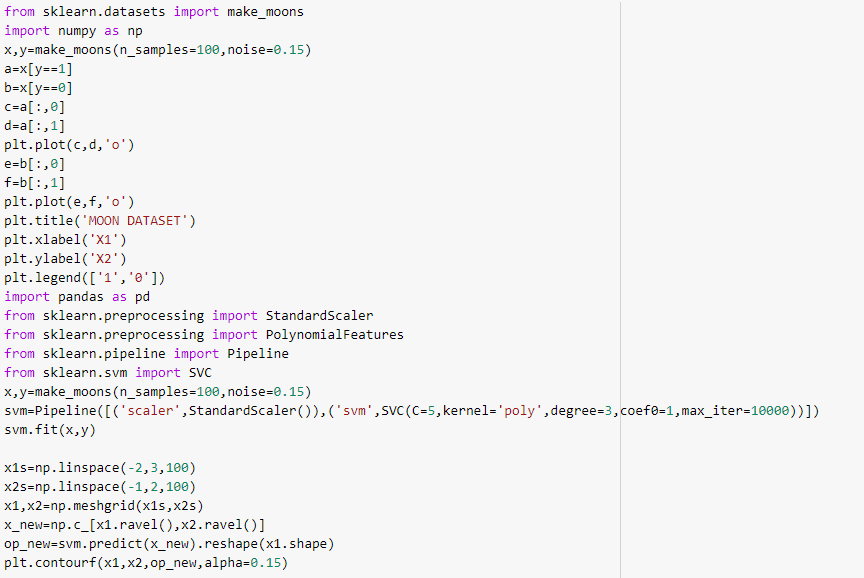 from sklearn.datasets import make_moons
import numpy as np
x,y=make_moons(n_samples=100,noise=0.15)
a=x[y==1]
b=x[y==0]
c=a[:,0]
d=a[:,1]
plt.plot(c,d,'o')
e=b[:,0]
f=b[:,1]
plt.plot(e,f,'o')
plt.title('MOON DATASET')
plt.xlabel('X1')
plt.ylabel('X2')
plt.legend(['1','0'])
import pandas as pd
from sklearn.preprocessing import StandardScaler
from sklearn.preprocessing import PolynomialFeatures
from sklearn.pipeline import Pipeline
from sklearn.svm import SVC
x,y=make_moons(n_samples=100,noise=0.15)
svm=Pipeline([('scaler',StandardScaler()),('svm',SVC(C=5,kernel='poly',degree=3,coef0=1,max_iter=10000))])
svm.fit(x,y)
x1s=np.linspace(-2,3,100)
x2s=np.linspace(-1,2,100)
x1,x2=np.meshgrid(x1s,x2s)
x_new=np.c_[x1.ravel(),x2.ravel()]
op_new=svm.predict(x_new).reshape(x1.shape)
plt.contourf(x1,x2,op_new,alpha=0.15)